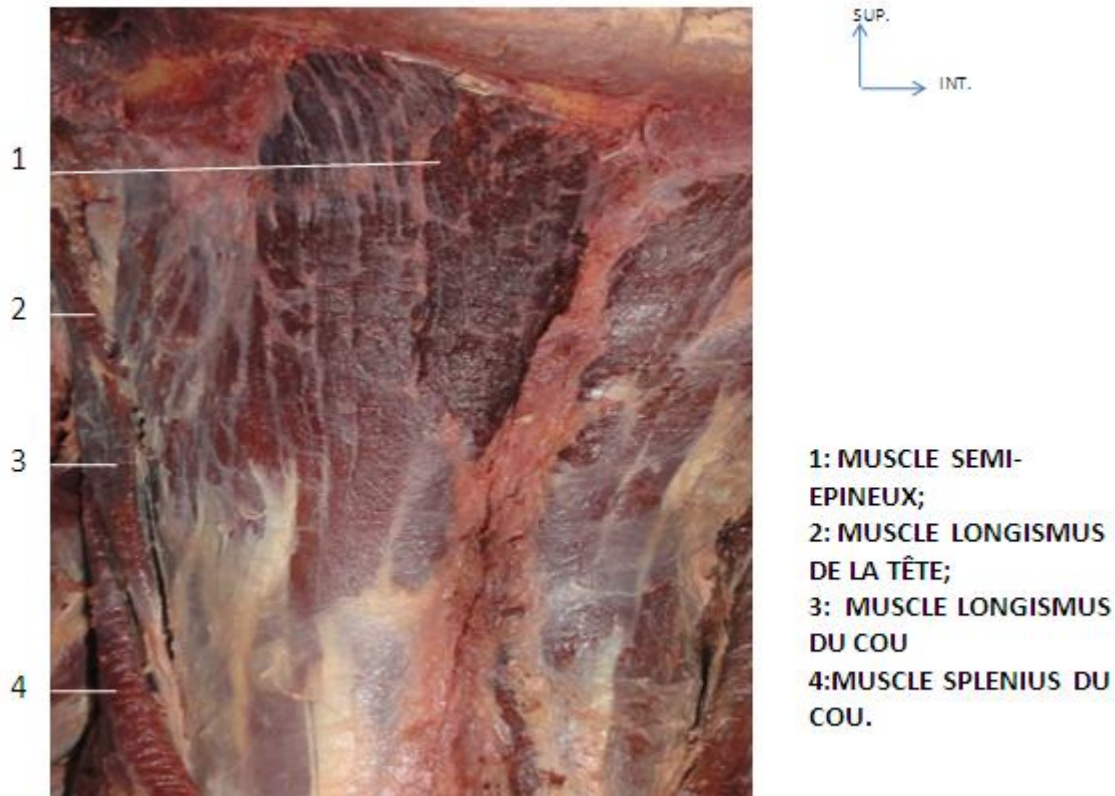 SUP.
INT.
1
2
3
4
1: MUSCLE SEMI-
EPINEUX;
2: MUSCLE LONGISMUS
DE LA TÊTE;
3: MUSCLE LONGISMUS
DU COU
4:MUSCLE SPLENIUS DU
COU.